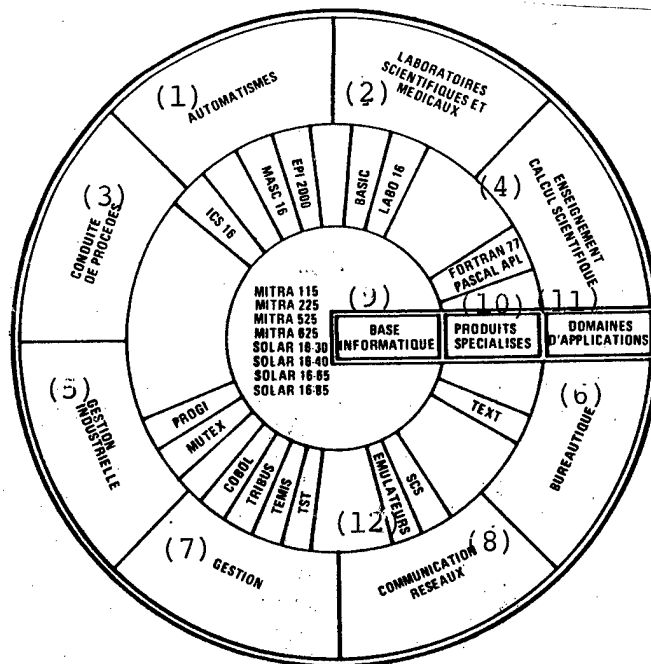 (1)
AUTOMATISMES
(2)
LABORATOIRES
SCIENTIFIQUES ET
MEDICAUX
(3)
CONDUITE
DE PROCEDES
(4)
ENSEIGNEMENT
CALCUL SCIENTIFIQUE
ICS 16
MASC 16
EPI 2000
BASIC
LABO 16
FORTRAN 77
PASCAL APL
MITRA 115
MITRA 225
MITRA 525
MITRA 625
SOLAR 16-30
SOLAR 16-40
SOLAR 16-65
SOLAR 16-85
(9)
BASE
INFORMATIQUE
(10)
PRODUITS
SPECIALISES
(11)
DOMAINES
D'APPLICATIONS
(5)
GESTION
INDUSTRIELLE
PROGI
MUTEX
COBOL
TRIBUS
TEMIS
TST
(12)
EMULATEURS
SCS
TEXT
(6)
BUREAUTIQUE
(7)
GESTION
(8)
COMMUNICATION
RESEAUX